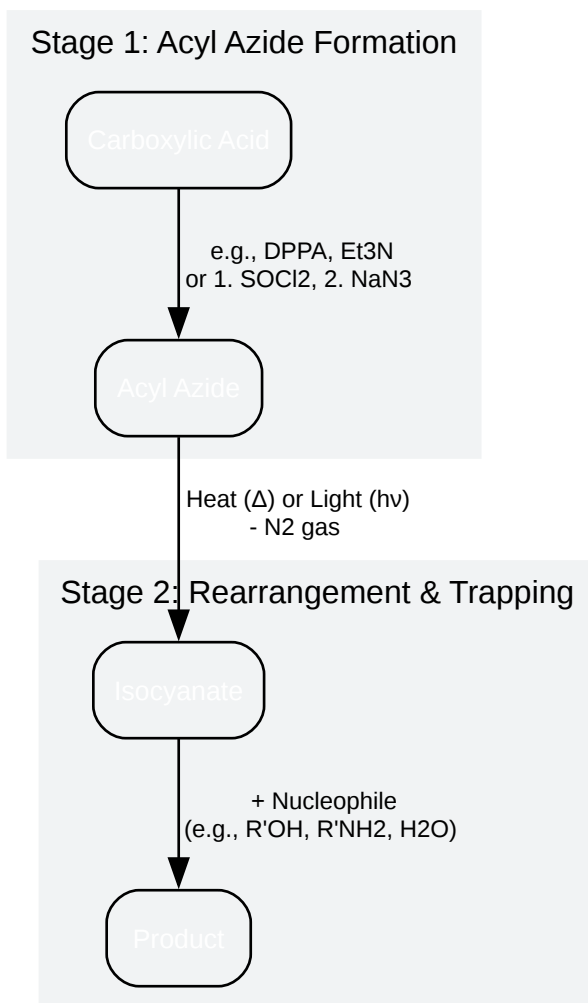 Stage 1: Acyl Azide Formation
Carboxylic Acid
e.g., DPPA, Et3N
or 1. SOCl2, 2. NaN3
Acyl Azide
Heat (Δ) or Light (hν)
- N2 gas
Stage 2: Rearrangement & Trapping
Isocyanate
+ Nucleophile
(e.g., R'OH, R'NH2, H2O)
Product